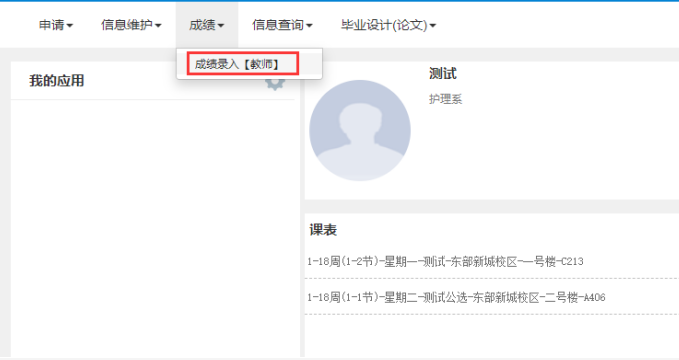 申请 信息维护 成绩 信息查询 毕业设计(论文)
成绩录入【教师】
我的应用
测试
护理系
课表
1-18周(1-2节)-星期一-测试-东部新城校区-一号楼-C213
1-18周(1-1节)-星期二-测试公选-东部新城校区-二号楼-A406